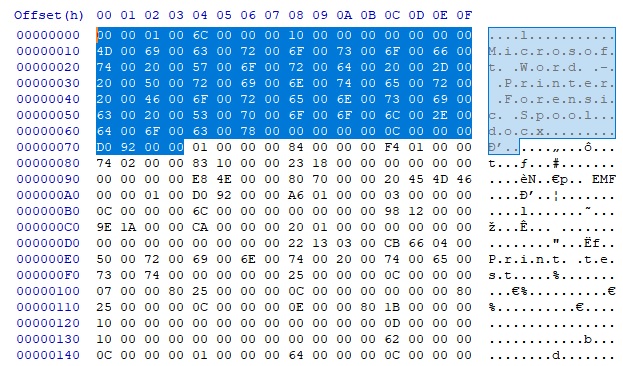 Offset(h) 00 01 02 03 04 05 06 07 08 09 0A 0B 0C 0D 0E 0F
00000000 00 00 01 00 6C 00 00 00 10 00 00 00 00 00 00 00 ....l...........
00000010 4D 00 69 00 63 00 72 00 6F 00 73 00 6F 00 66 00 M.i.c.r.o.s.o.f.
00000020 74 00 20 00 57 00 6F 00 72 00 64 00 20 00 2D 00 t. .W.o.r.d. .-.
00000030 20 00 50 00 72 00 69 00 6E 00 74 00 65 00 72 00  .P.r.i.n.t.e.r.
00000040 20 00 46 00 6F 00 72 00 65 00 6E 00 73 00 69 00  .F.o.r.e.n.s.i.
00000050 63 00 20 00 53 00 70 00 6F 00 6F 00 6C 00 2E 00 c. .S.p.o.o.l...
00000060 64 00 6F 00 63 00 78 00 00 00 00 00 0C 00 00 00 d.o.c.x.........
00000070 D0 92 00 00 01 00 00 00 84 00 00 00 F4 01 00 00 Ð’......„...ô...
00000080 74 02 00 00 83 10 00 00 23 18 00 00 00 00 00 00 t...ƒ...#.......
00000090 00 00 00 00 E8 4E 00 00 80 70 00 00 20 45 4D 46 ....èN..€p.. EMF
000000A0 00 00 01 00 D0 92 00 00 A6 01 00 00 03 00 00 00 ....Ð’..¦.......
000000B0 0C 00 00 00 6C 00 00 00 00 00 00 00 98 12 00 00 ....l.......˜...
000000C0 9E 1A 00 00 CA 00 00 00 20 01 00 00 00 00 00 00 ž...Ê... .......
000000D0 00 00 00 00 00 00 00 00 22 13 03 00 CB 66 04 00 ........"...Ëf..
000000E0 50 00 72 00 69 00 6E 00 74 00 20 00 74 00 65 00 P.r.i.n.t. .t.e.
000000F0 73 00 74 00 00 00 00 00 25 00 00 00 0C 00 00 00 s.t.....%.......
00000100 07 00 00 80 25 00 00 00 0C 00 00 00 00 00 00 80 ...€%..........€
00000110 25 00 00 00 0C 00 00 00 0E 00 00 80 1B 00 00 00 %..........€....
00000120 10 00 00 00 00 00 00 00 00 00 00 00 0D 00 00 00 ................
00000130 10 00 00 00 00 00 00 00 00 00 00 00 62 00 00 00 ............b...
00000140 0C 00 00 00 01 00 00 00 64 00 00 00 0C 00 00 00 ........d.......